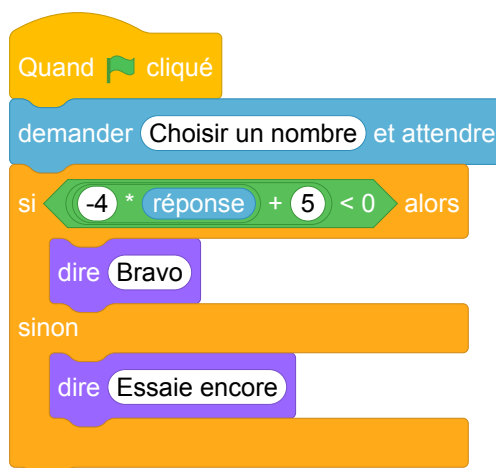 Quand cliqué
demander Choisir un nombre et attendre
si -4 * réponse + 5 < 0 alors
dire Bravo
sinon
dire Essaie encore